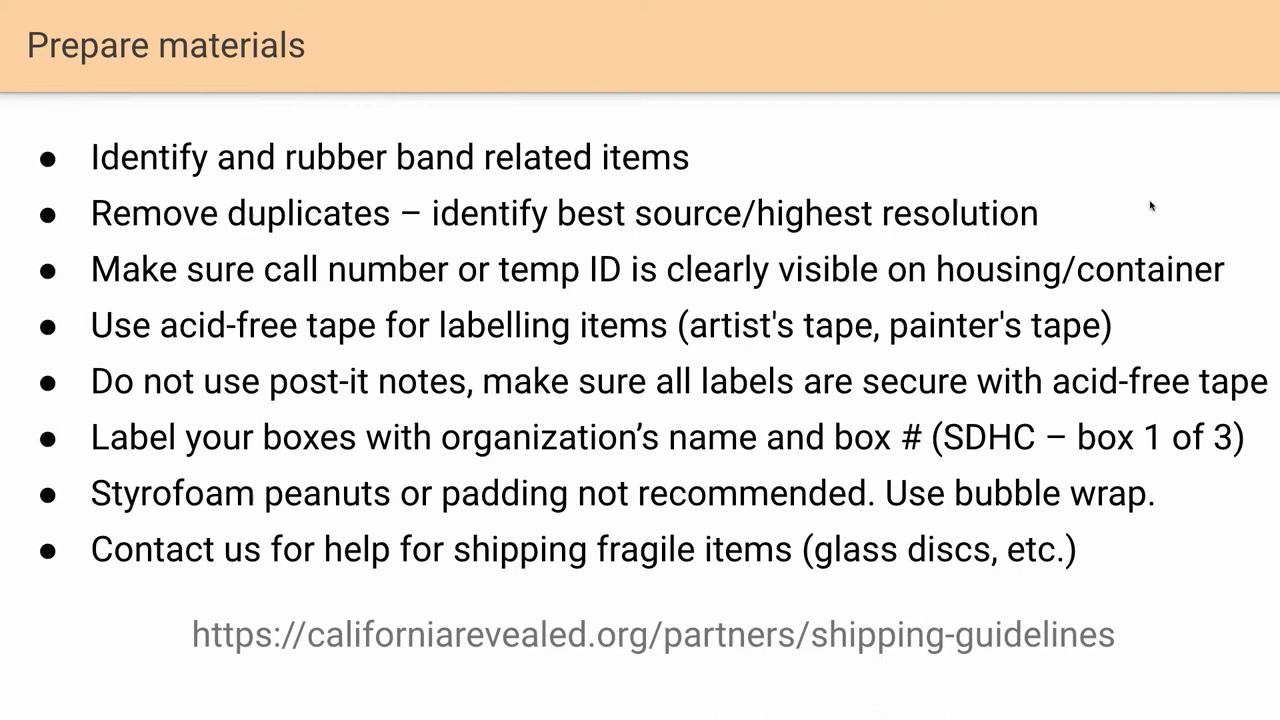 Prepare materials
● Identify and rubber band related items
● Remove duplicates – identify best source/highest resolution
● Make sure call number or temp ID is clearly visible on housing/container
● Use acid-free tape for labelling items (artist's tape, painter's tape)
● Do not use post-it notes, make sure all labels are secure with acid-free tape
● Label your boxes with organization’s name and box # (SDHC – box 1 of 3)
● Styrofoam peanuts or padding not recommended. Use bubble wrap.
● Contact us for help for shipping fragile items (glass discs, etc.)
https://californiarevealed.org/partners/shipping-guidelines